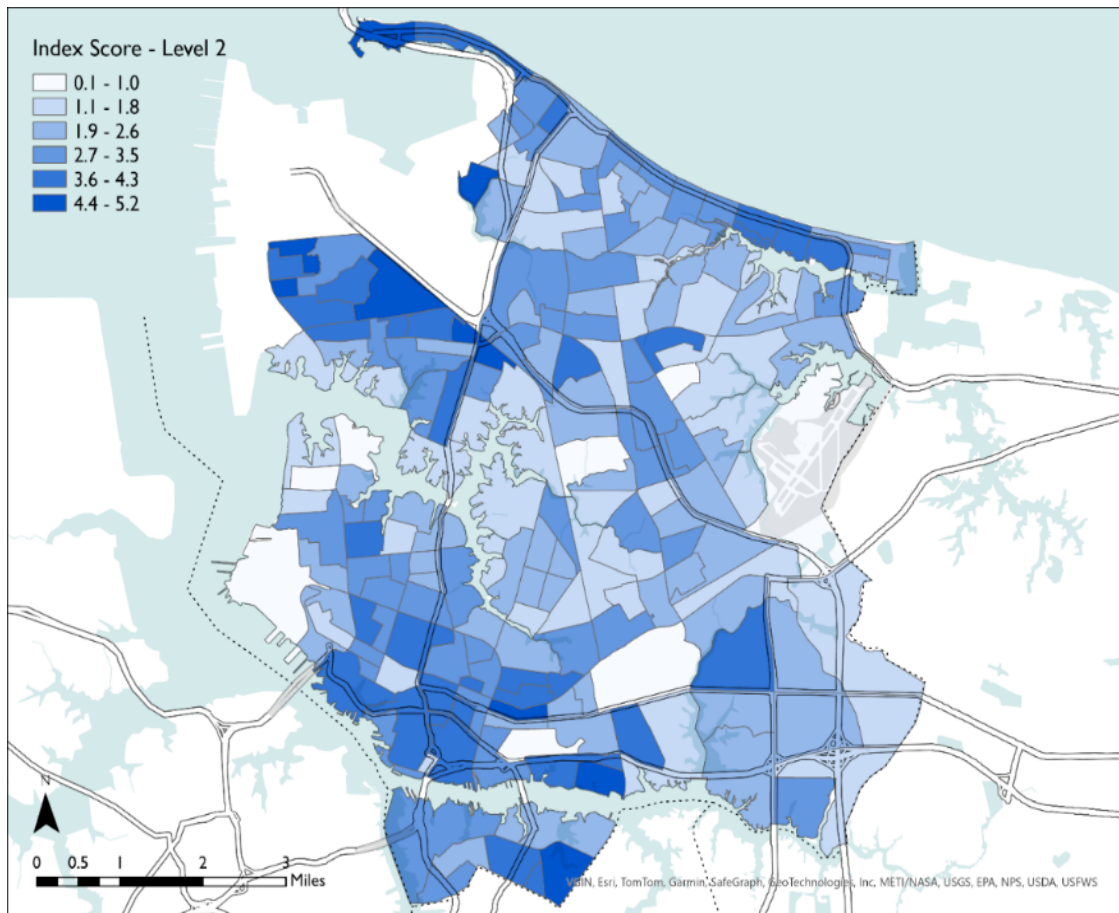 Index Score - Level 2
0.1 - 1.0
1.1 - 1.8
1.9 - 2.6
2.7 - 3.5
3.6 - 4.3
4.4 - 5.2
N
0 0.5 1 2 3
Miles
Esri, TomTom, Garmin, SafeGraph, GeoTechnologies, Inc, METI/NASA, USGS, EPA, NPS, USDA, USFWS